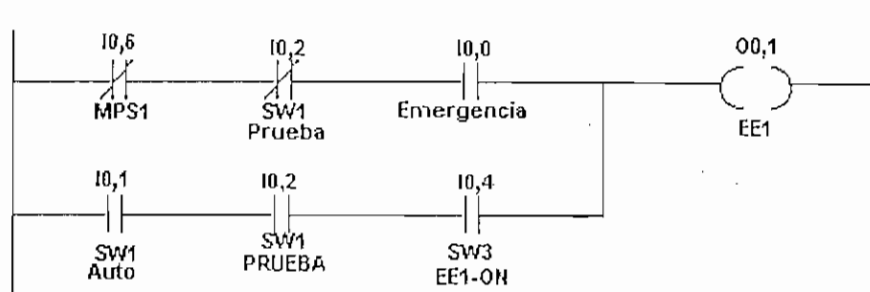 I0,6 I0,2 I0,0 O0,1
MPS1 SW1 Emergencia EE1
Prueba
I0,1 I0,2 I0,4
SW1 SW1 SW3
Auto PRUEBA EE1-ON